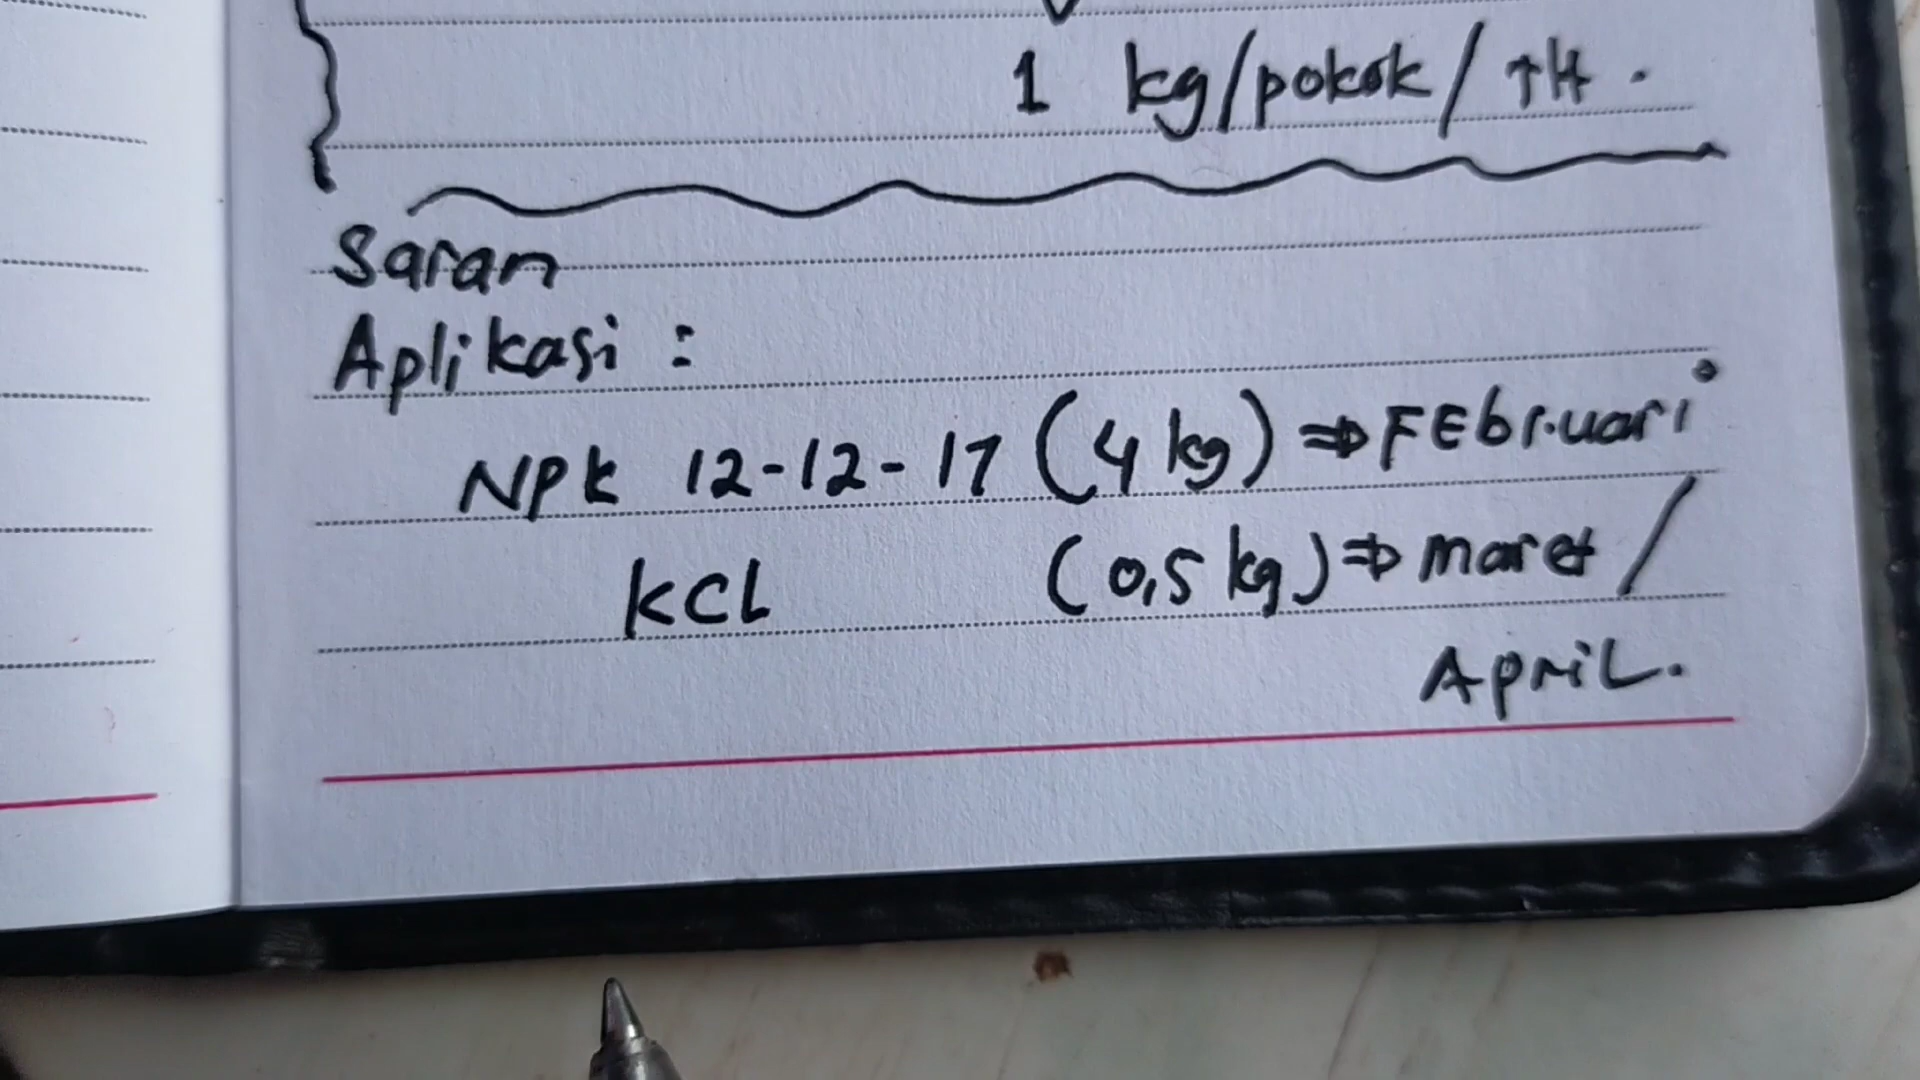 1 kg/pokok/TH.
Saran
Aplikasi :
NPK 12-12-17 (4 kg) ⇒ FEbruari
KCL (0,5 kg) ⇒ maret /
April.